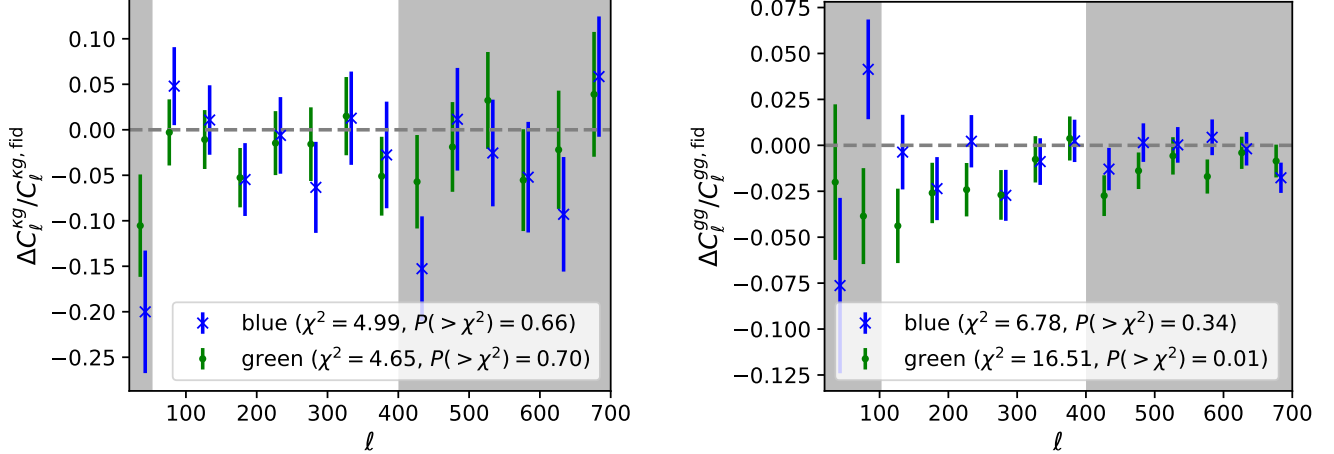 0.10
0.05
0.00
−0.05
−0.10
−0.15
−0.20
−0.25
ΔC_ℓ^{κg}/C_ℓ^{κg, fid}
blue (χ² = 4.99, P(> χ²) = 0.66)
green (χ² = 4.65, P(> χ²) = 0.70)
100 200 300 400 500 600 700
ℓ
0.075
0.050
0.025
0.000
−0.025
−0.050
−0.075
−0.100
−0.125
ΔC_ℓ^{gg}/C_ℓ^{gg, fid}
blue (χ² = 6.78, P(> χ²) = 0.34)
green (χ² = 16.51, P(> χ²) = 0.01)
100 200 300 400 500 600 700
ℓ